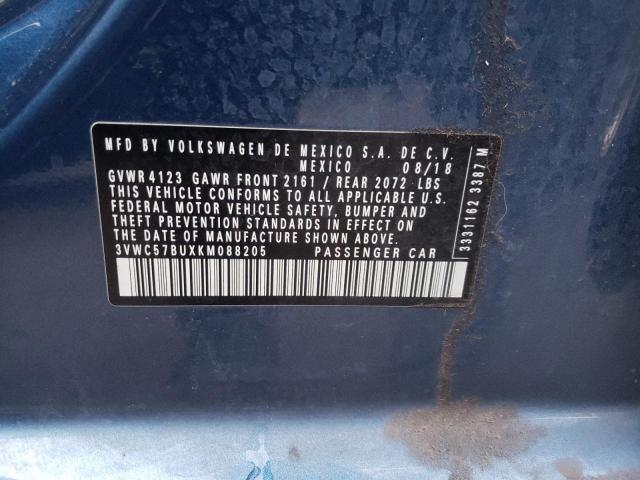 MFD BY VOLKSWAGEN DE MEXICO S.A. DE C.V.
MEXICO 08/18
GVWR 4123 GAWR FRONT 2161 / REAR 2072 LBS
THIS VEHICLE CONFORMS TO ALL APPLICABLE U.S.
FEDERAL MOTOR VEHICLE SAFETY, BUMPER AND
THEFT PREVENTION STANDARDS IN EFFECT ON
THE DATE OF MANUFACTURE SHOWN ABOVE.
3VWC57BUXKM088205 PASSENGER CAR
3331162 3387 M